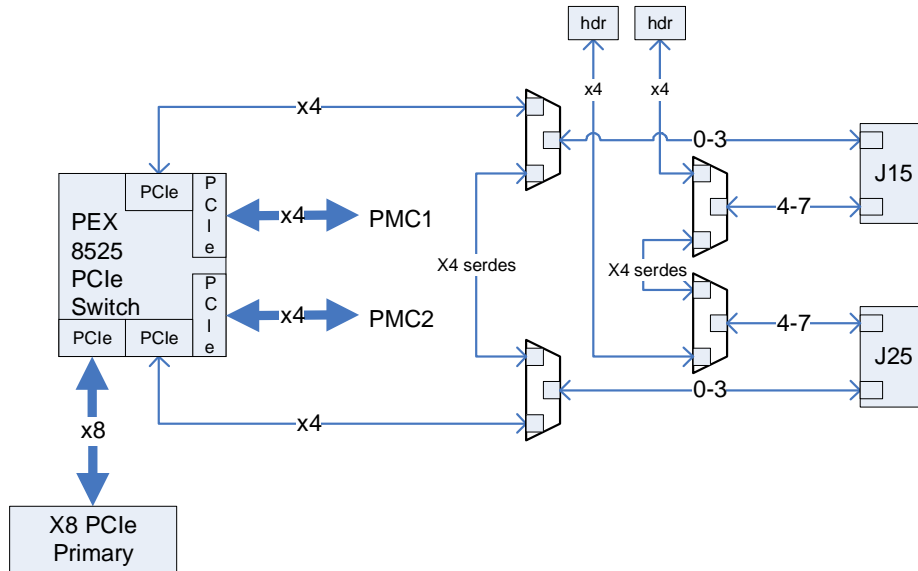 hdr
hdr
x4
x4
x4
0-3
J15
PCIe
P
C
I
e
PEX
8525
PCIe
Switch
x4
PMC1
4-7
X4 serdes
X4 serdes
P
C
I
e
x4
PMC2
4-7
PCIe
PCIe
J25
0-3
x4
x8
X8 PCIe
Primary